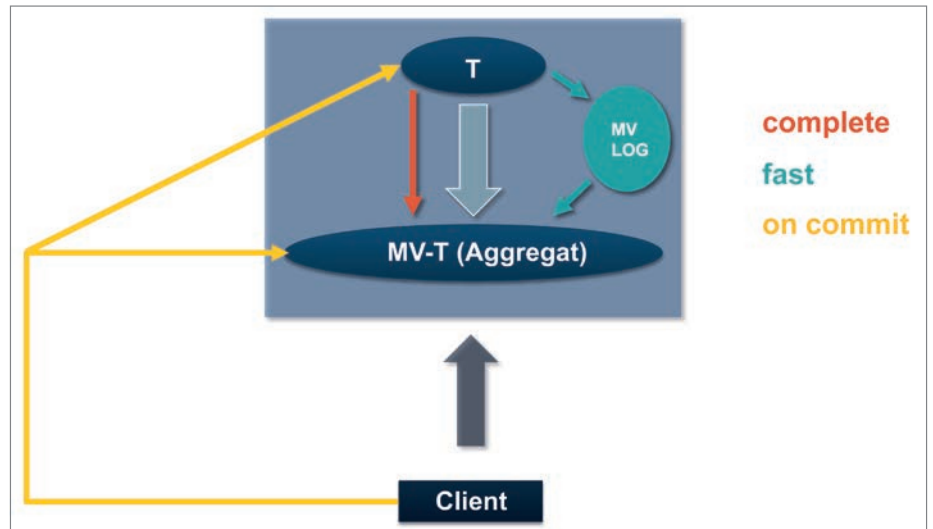 T
MV
LOG
complete
fast
on commit
MV-T (Aggregat)
Client